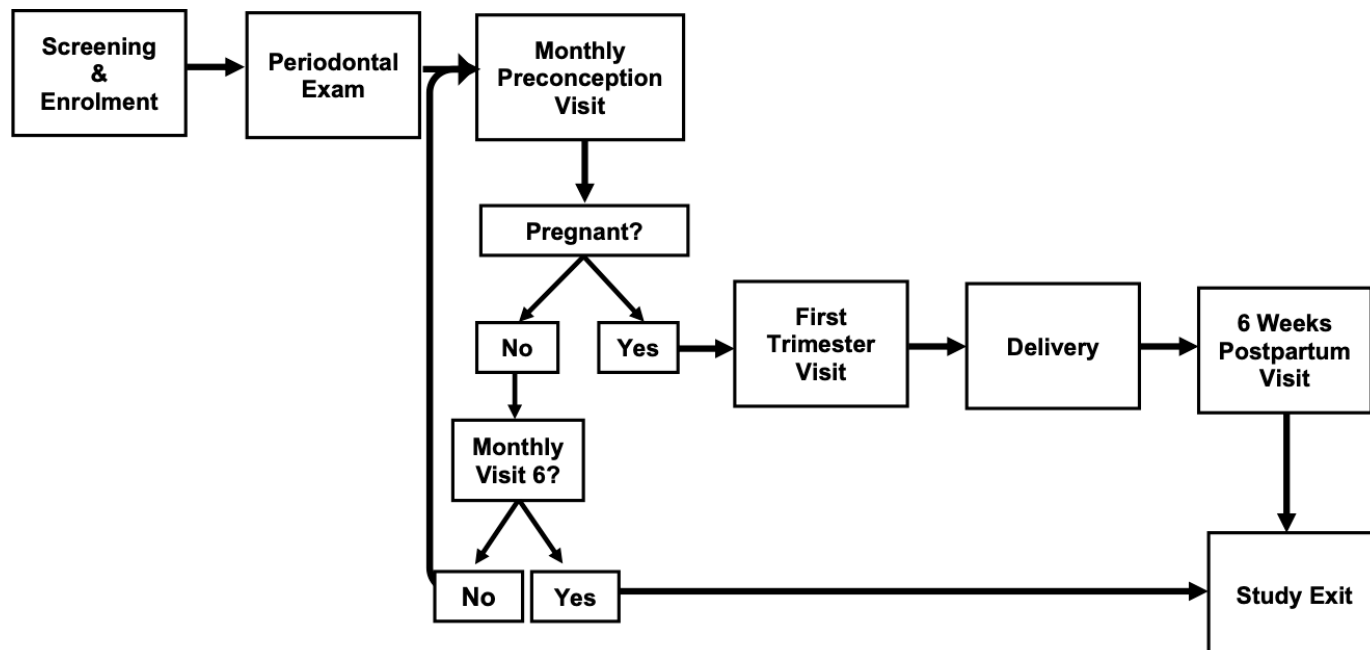 Screening
&
Enrolment
Periodontal
Exam
Monthly
Preconception
Visit
Pregnant?
No
Yes
First
Trimester
Visit
Delivery
6 Weeks
Postpartum
Visit
Monthly
Visit 6?
No
Yes
Study Exit